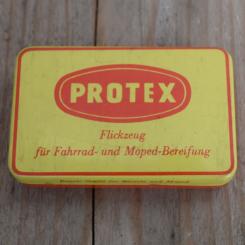 PROTEX
Flickzeug
für Fahrrad- und Moped-Bereifung